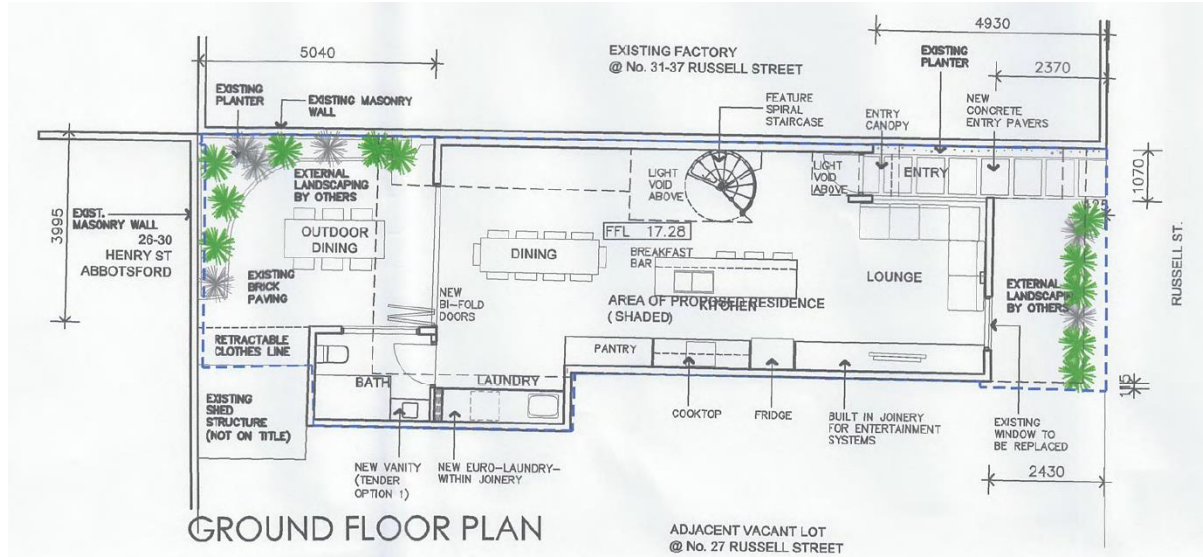 4930
5040
EXISTING FACTORY
@ No. 31-37 RUSSELL STREET
EXISTING
PLANTER
2370
EXISTING
PLANTER
EXISTING MASONRY
WALL
FEATURE
SPIRAL
STAIRCASE
ENTRY
CANOPY
NEW
CONCRETE
ENTRY PAVERS
EXTERNAL
LANDSCAPING
BY OTHERS
LIGHT
VOID
ABOVE
LIGHT
VOID
ABOVE
ENTRY
1070
3995
EXIST.
MASONRY WALL
26-30
HENRY ST
ABBOTSFORD
OUTDOOR
DINING
FFL 17.28
425
RUSSELL ST.
DINING
BREAKFAST
BAR
LOUNGE
EXISTING
BRICK
PAVING
NEW
BI-FOLD
DOORS
AREA OF PROPOSED RESIDENCE
(SHADED)
KITCHEN
EXTERNAL
LANDSCAPING
BY OTHERS
RETRACTABLE
CLOTHES LINE
PANTRY
BATH
LAUNDRY
115
EXISTING
SHED
STRUCTURE
(NOT ON TITLE)
COOKTOP
FRIDGE
BUILT IN JOINERY
FOR ENTERTAINMENT
SYSTEMS
EXISTING
WINDOW TO
BE REPLACED
NEW VANITY
(TENDER
OPTION 1)
NEW EURO-LAUNDRY-
WITHIN JOINERY
2430
GROUND FLOOR PLAN
ADJACENT VACANT LOT
@ No. 27 RUSSELL STREET